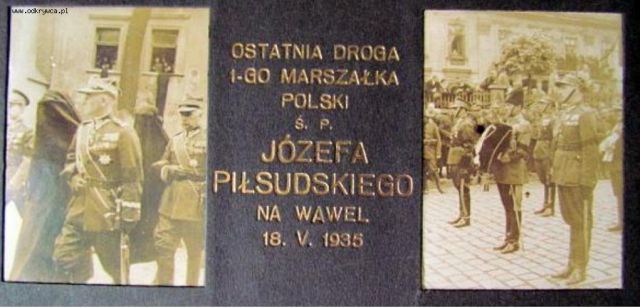 www.odkrywca.pl
OSTATNIA DROGA
1-GO MARSZAŁKA
POLSKI
Ś. P.
JÓZEFA
PIŁSUDSKIEGO
NA WAWEL
18. V. 1935